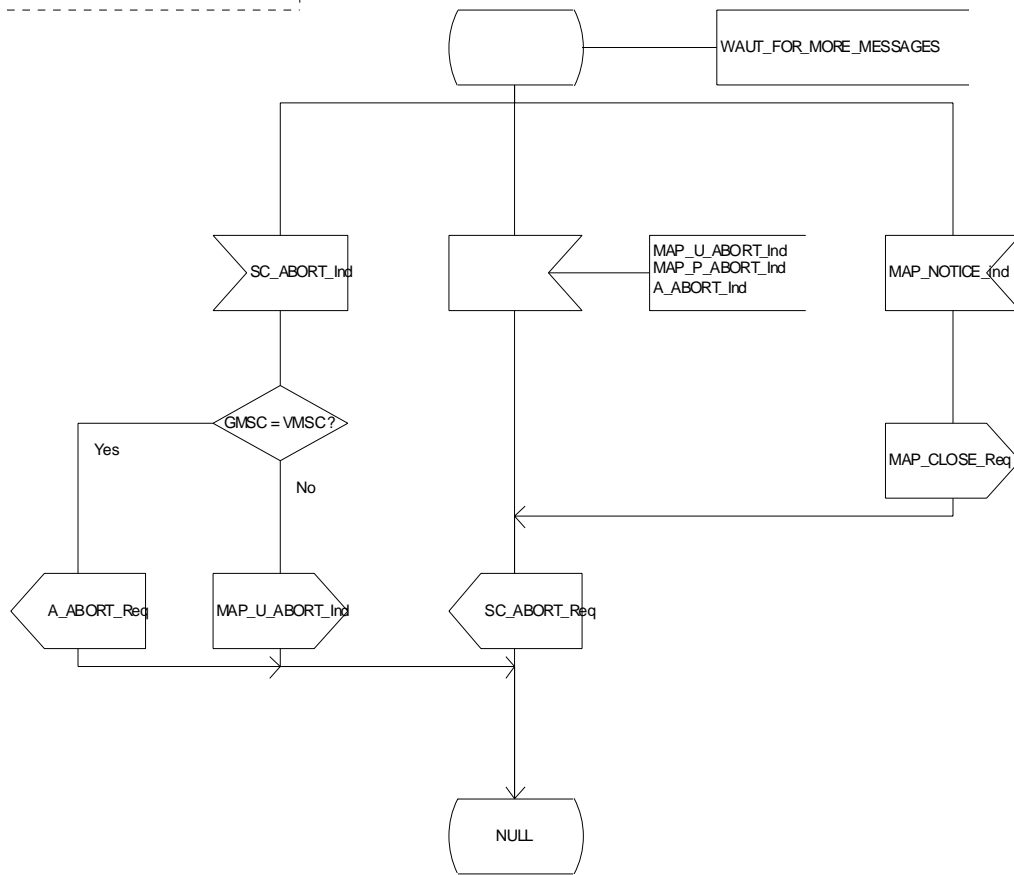 WAUT_FOR_MORE_MESSAGES
SC_ABORT_Ind
MAP_U_ABORT_Ind
MAP_P_ABORT_Ind
A_ABORT_Ind
MAP_NOTICE_Ind
GMSC = VMSC?
Yes
No
MAP_CLOSE_Req
A_ABORT_Req
MAP_U_ABORT_Ind
SC_ABORT_Req
NULL